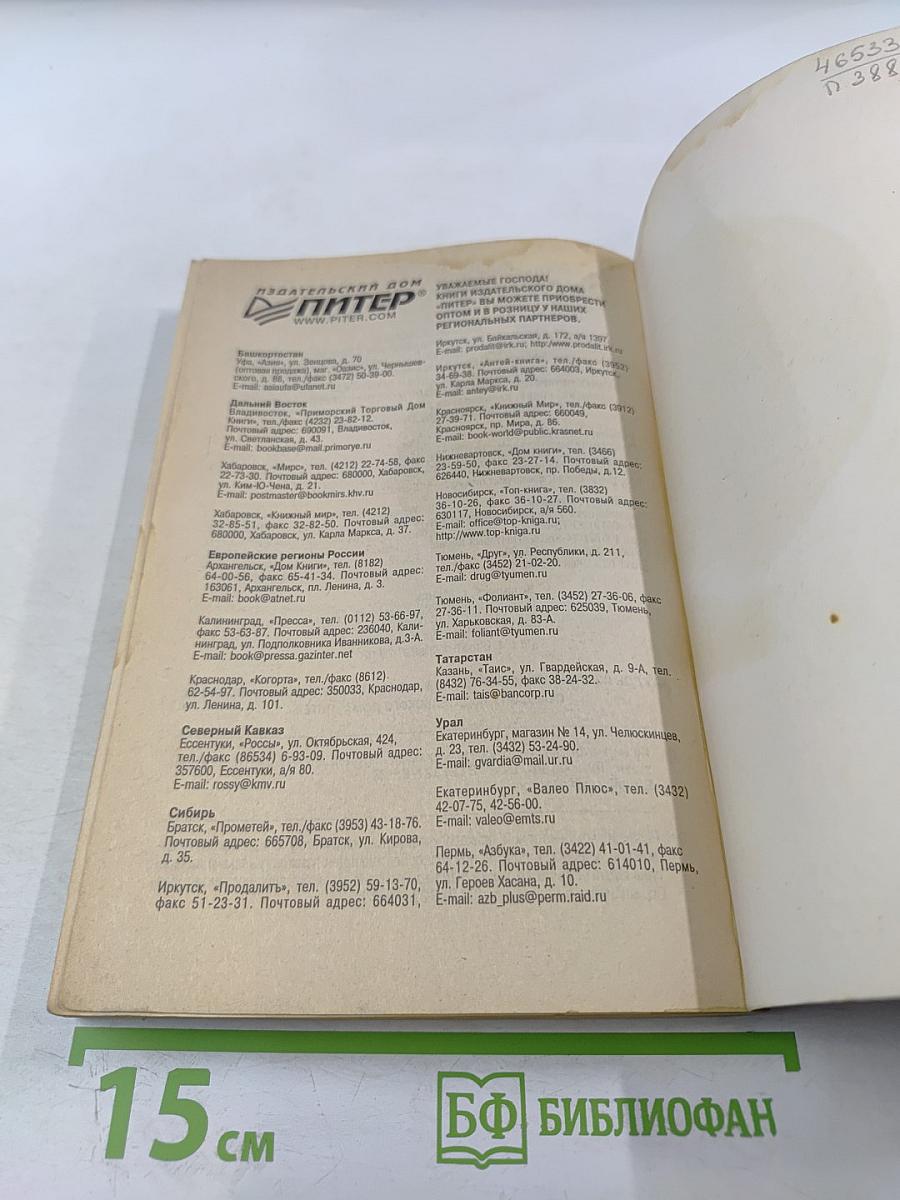 46533
П 388
ИЗДАТЕЛЬСКИЙ ДОМ
ПИТЕР®
WWW.PITER.COM
Башкортостан
Уфа, «Азия», ул. Зенцова, д. 70
(оптовая продажа), маг. «Оазис», ул. Чернышев-
ского, д. 88, тел./факс (3472) 50-39-00.
E-mail: asiaufa@ufanet.ru
Дальний Восток
Владивосток, «Приморский Торговый Дом
Книги», тел./факс (4232) 23-82-12.
Почтовый адрес: 690091, Владивосток,
ул. Светланская, д. 43.
E-mail: bookbase@mail.primorye.ru
Хабаровск, «Мирс», тел. (4212) 22-74-58, факс
22-73-30. Почтовый адрес: 680000, Хабаровск,
ул. Ким-Ю-Чена, д. 21.
E-mail: postmaster@bookmirs.khv.ru
Хабаровск, «Книжный мир», тел. (4212)
32-85-51, факс 32-82-50. Почтовый адрес:
680000, Хабаровск, ул. Карла Маркса, д. 37.
Европейские регионы России
Архангельск, «Дом Книги», тел. (8182)
64-00-56, факс 65-41-34. Почтовый адрес:
163061, Архангельск, пл. Ленина, д. 3.
E-mail: book@atnet.ru
Калининград, «Пресса», тел. (0112) 53-66-97,
факс 53-63-87. Почтовый адрес: 236040, Кали-
нинград, ул. Подполковника Иванникова, д.3-А.
E-mail: book@pressa.gazinter.net
Краснодар, «Когорта», тел./факс (8612)
62-54-97. Почтовый адрес: 350033, Краснодар,
ул. Ленина, д. 101.
Северный Кавказ
Ессентуки, «Россы», ул. Октябрьская, 424,
тел./факс (86534) 6-93-09. Почтовый адрес:
357600, Ессентуки, а/я 80.
E-mail: rossy@kmv.ru
Сибирь
Братск, «Прометей», тел./факс (3953) 43-18-76.
Почтовый адрес: 665708, Братск, ул. Кирова,
д. 35.
Иркутск, «Продалитъ», тел. (3952) 59-13-70,
факс 51-23-31. Почтовый адрес: 664031,
УВАЖАЕМЫЕ ГОСПОДА!
КНИГИ ИЗДАТЕЛЬСКОГО ДОМА
«ПИТЕР» ВЫ МОЖЕТЕ ПРИОБРЕСТИ
ОПТОМ И В РОЗНИЦУ У НАШИХ
РЕГИОНАЛЬНЫХ ПАРТНЕРОВ.
Иркутск, ул. Байкальская, д. 172, а/я 1397
E-mail: prodalit@irk.ru; http:/www.prodalit.irk.ru
Иркутск, «Антей-книга», тел./факс (3952)
34-69-38. Почтовый адрес: 664003, Иркутск,
ул. Карла Маркса, д. 20.
E-mail: antey@irk.ru
Красноярск, «Книжный Мир», тел./факс (3912)
27-39-71. Почтовый адрес: 660049,
Красноярск, пр. Мира, д. 86.
E-mail: book-world@public.krasnet.ru
Нижневартовск, «Дом книги», тел. (3466)
23-59-50, факс 23-27-14. Почтовый адрес:
626440, Нижневартовск, пр. Победы, д.12.
Новосибирск, «Топ-книга», тел. (3832)
36-10-26, факс 36-10-27. Почтовый адрес:
630117, Новосибирск, а/я 560.
E-mail: office@top-kniga.ru;
http://www.top-kniga.ru
Тюмень, «Друг», ул. Республики, д. 211,
тел./факс (3452) 21-02-20.
E-mail: drug@tyumen.ru
Тюмень, «Фолиант», тел. (3452) 27-36-06, факс
27-36-11. Почтовый адрес: 625039, Тюмень,
ул. Харьковская, д. 83-А.
E-mail: foliant@tyumen.ru
Татарстан
Казань, «Таис», ул. Гвардейская, д. 9-А, тел.
(8432) 76-34-55, факс 38-24-32.
E-mail: tais@bancorp.ru
Урал
Екатеринбург, магазин № 14, ул. Челюскинцев,
д. 23, тел. (3432) 53-24-90.
E-mail: gvardia@mail.ur.ru
Екатеринбург, «Валео Плюс», тел. (3432)
42-07-75, 42-56-00.
E-mail: valeo@emts.ru
Пермь, «Азбука», тел. (3422) 41-01-41, факс
64-12-26. Почтовый адрес: 614010, Пермь,
ул. Героев Хасана, д. 10.
E-mail: azb_plus@perm.raid.ru
15 см
БФ БИБЛИОФАН